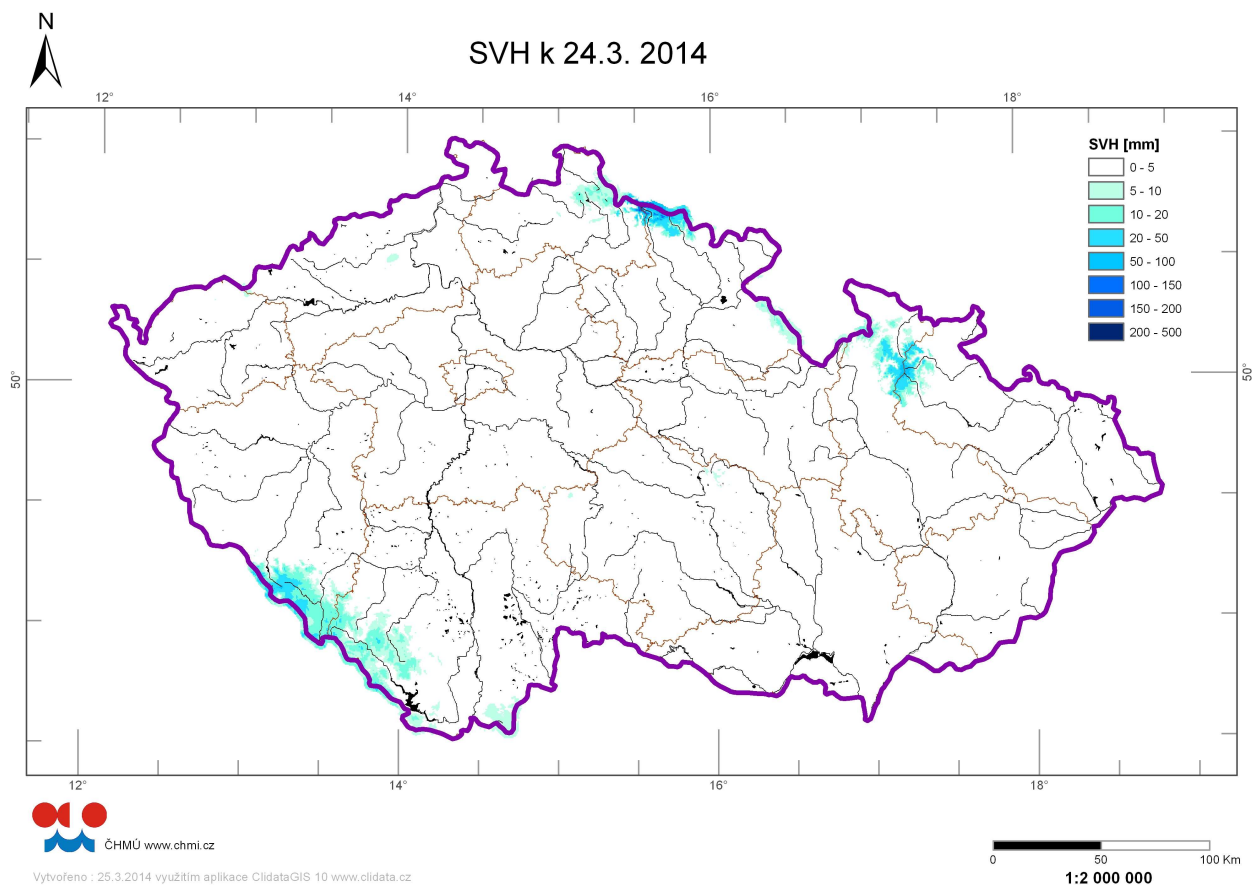 N
SVH k 24.3. 2014
12° 14° 16° 18°
SVH [mm]
0 - 5
5 - 10
10 - 20
20 - 50
50 - 100
100 - 150
150 - 200
200 - 500
50° 50°
12° 14° 16° 18°
ČHMÚ www.chmi.cz
0 50 100 Km
1:2 000 000
Vytvořeno : 25.3.2014 využitím aplikace ClidataGIS 10 www.clidata.cz